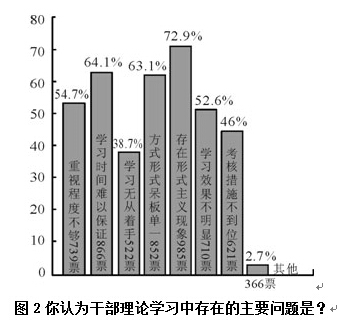 80
70
60
50
40
30
20
10
0
54.7%
重视程度不够739票
64.1%
学习时间难以保证866票
38.7%
学习无从着手522票
63.1%
方式形式呆板单一852票
72.9%
存在形式主义现象985票
52.6%
学习效果不明显710票
46%
考核措施不到位621票
2.7%
其他
366票
图 2 你认为干部理论学习中存在的主要问题是？